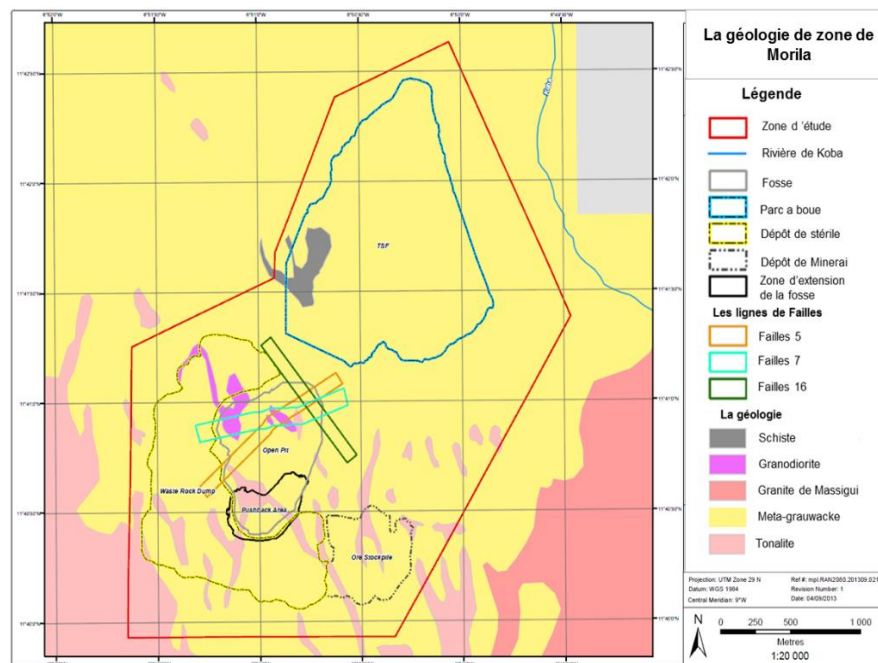 La géologie de zone de
Morila
Légende
Zone d 'étude
Rivière de Koba
Fosse
Parc a boue
Dépôt de stérile
Dépôt de Minerai
Zone d'extension
de la fosse
Les lignes de Failles
Failles 5
Failles 7
Failles 16
La géologie
Schiste
Granodiorite
Granite de Massigui
Meta-grauwacke
Tonalite
Projection: UTM Zone 29 N
Datum: WGS 1984
Central Meridian: 9°W
Revision Number: 1
Date: 04/09/2013
N
0 250 500 1 000
Metres
1:20 000
TSF
Open Pit
Waste Rock Dump
Pushback Area
Ore Stockpile